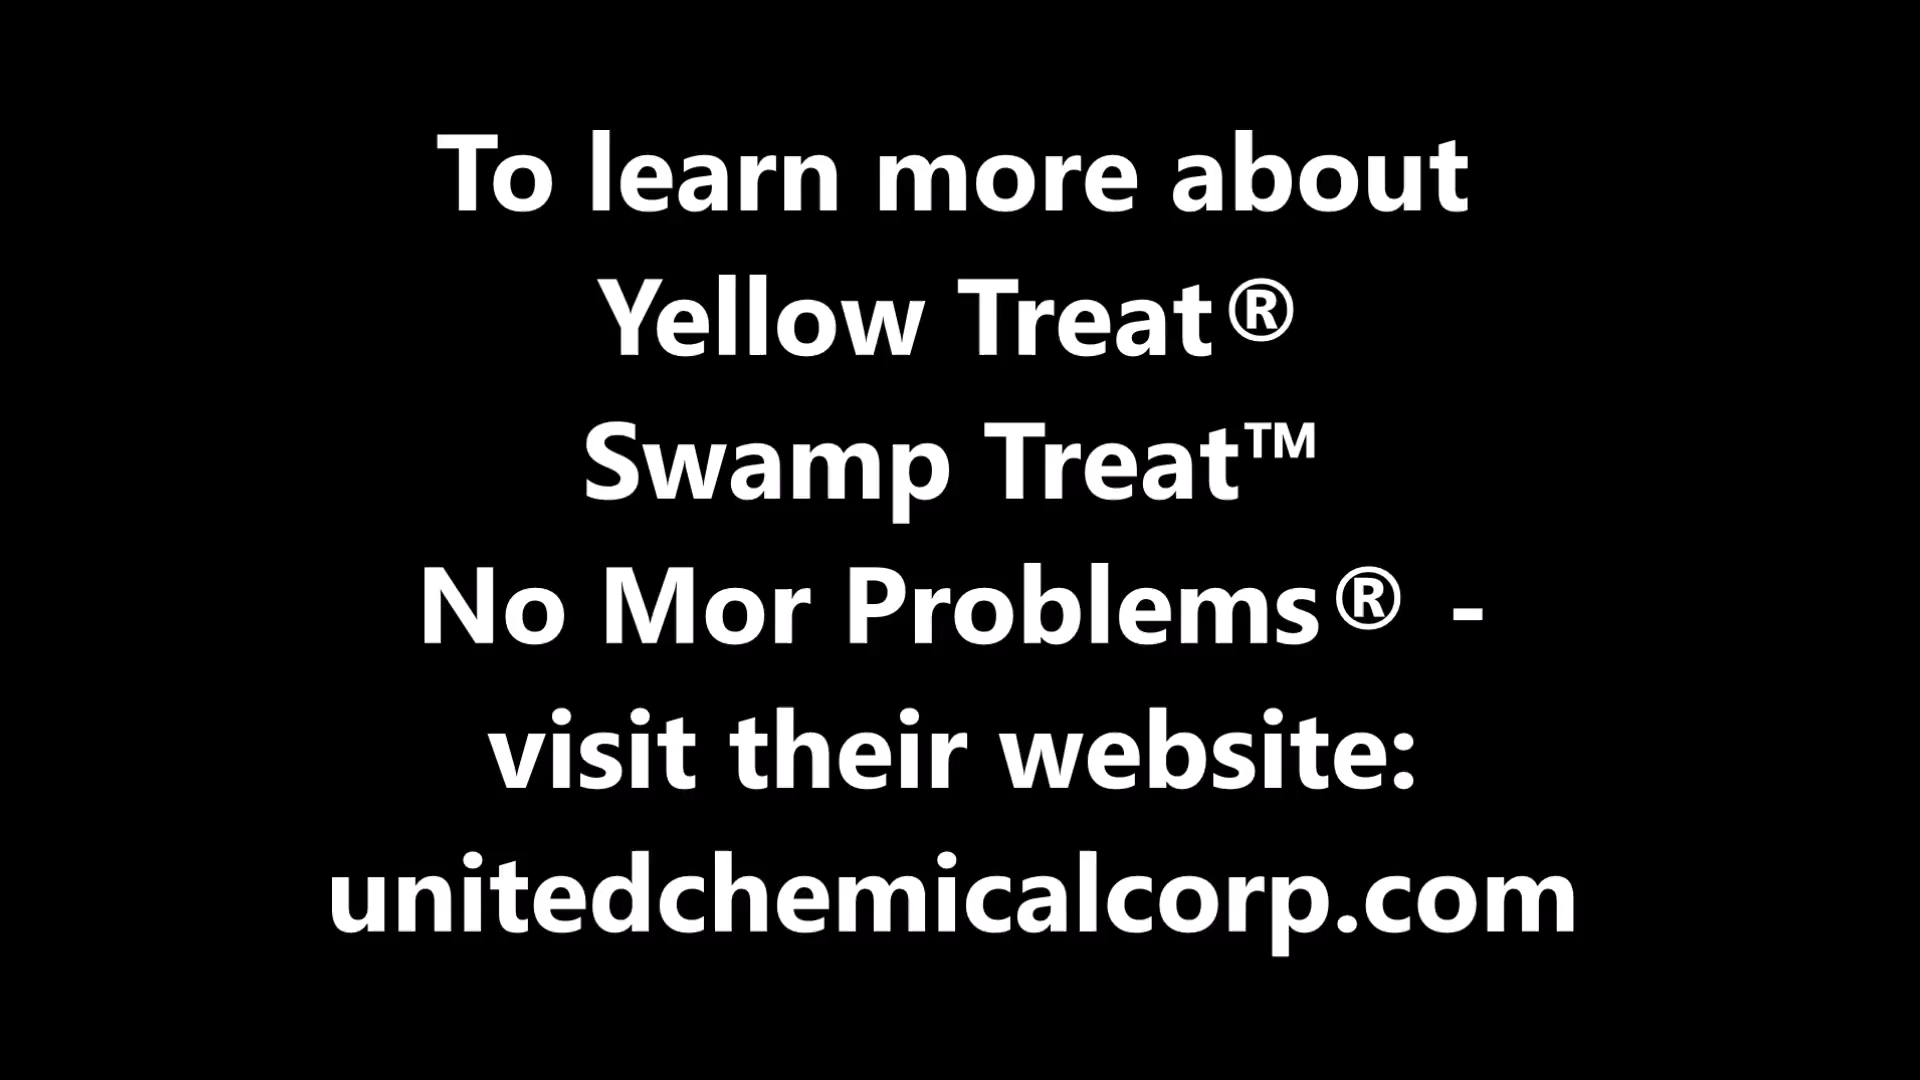 To learn more about
Yellow Treat®
Swamp Treat™
No Mor Problems® -
visit their website:
unitedchemicalcorp.com